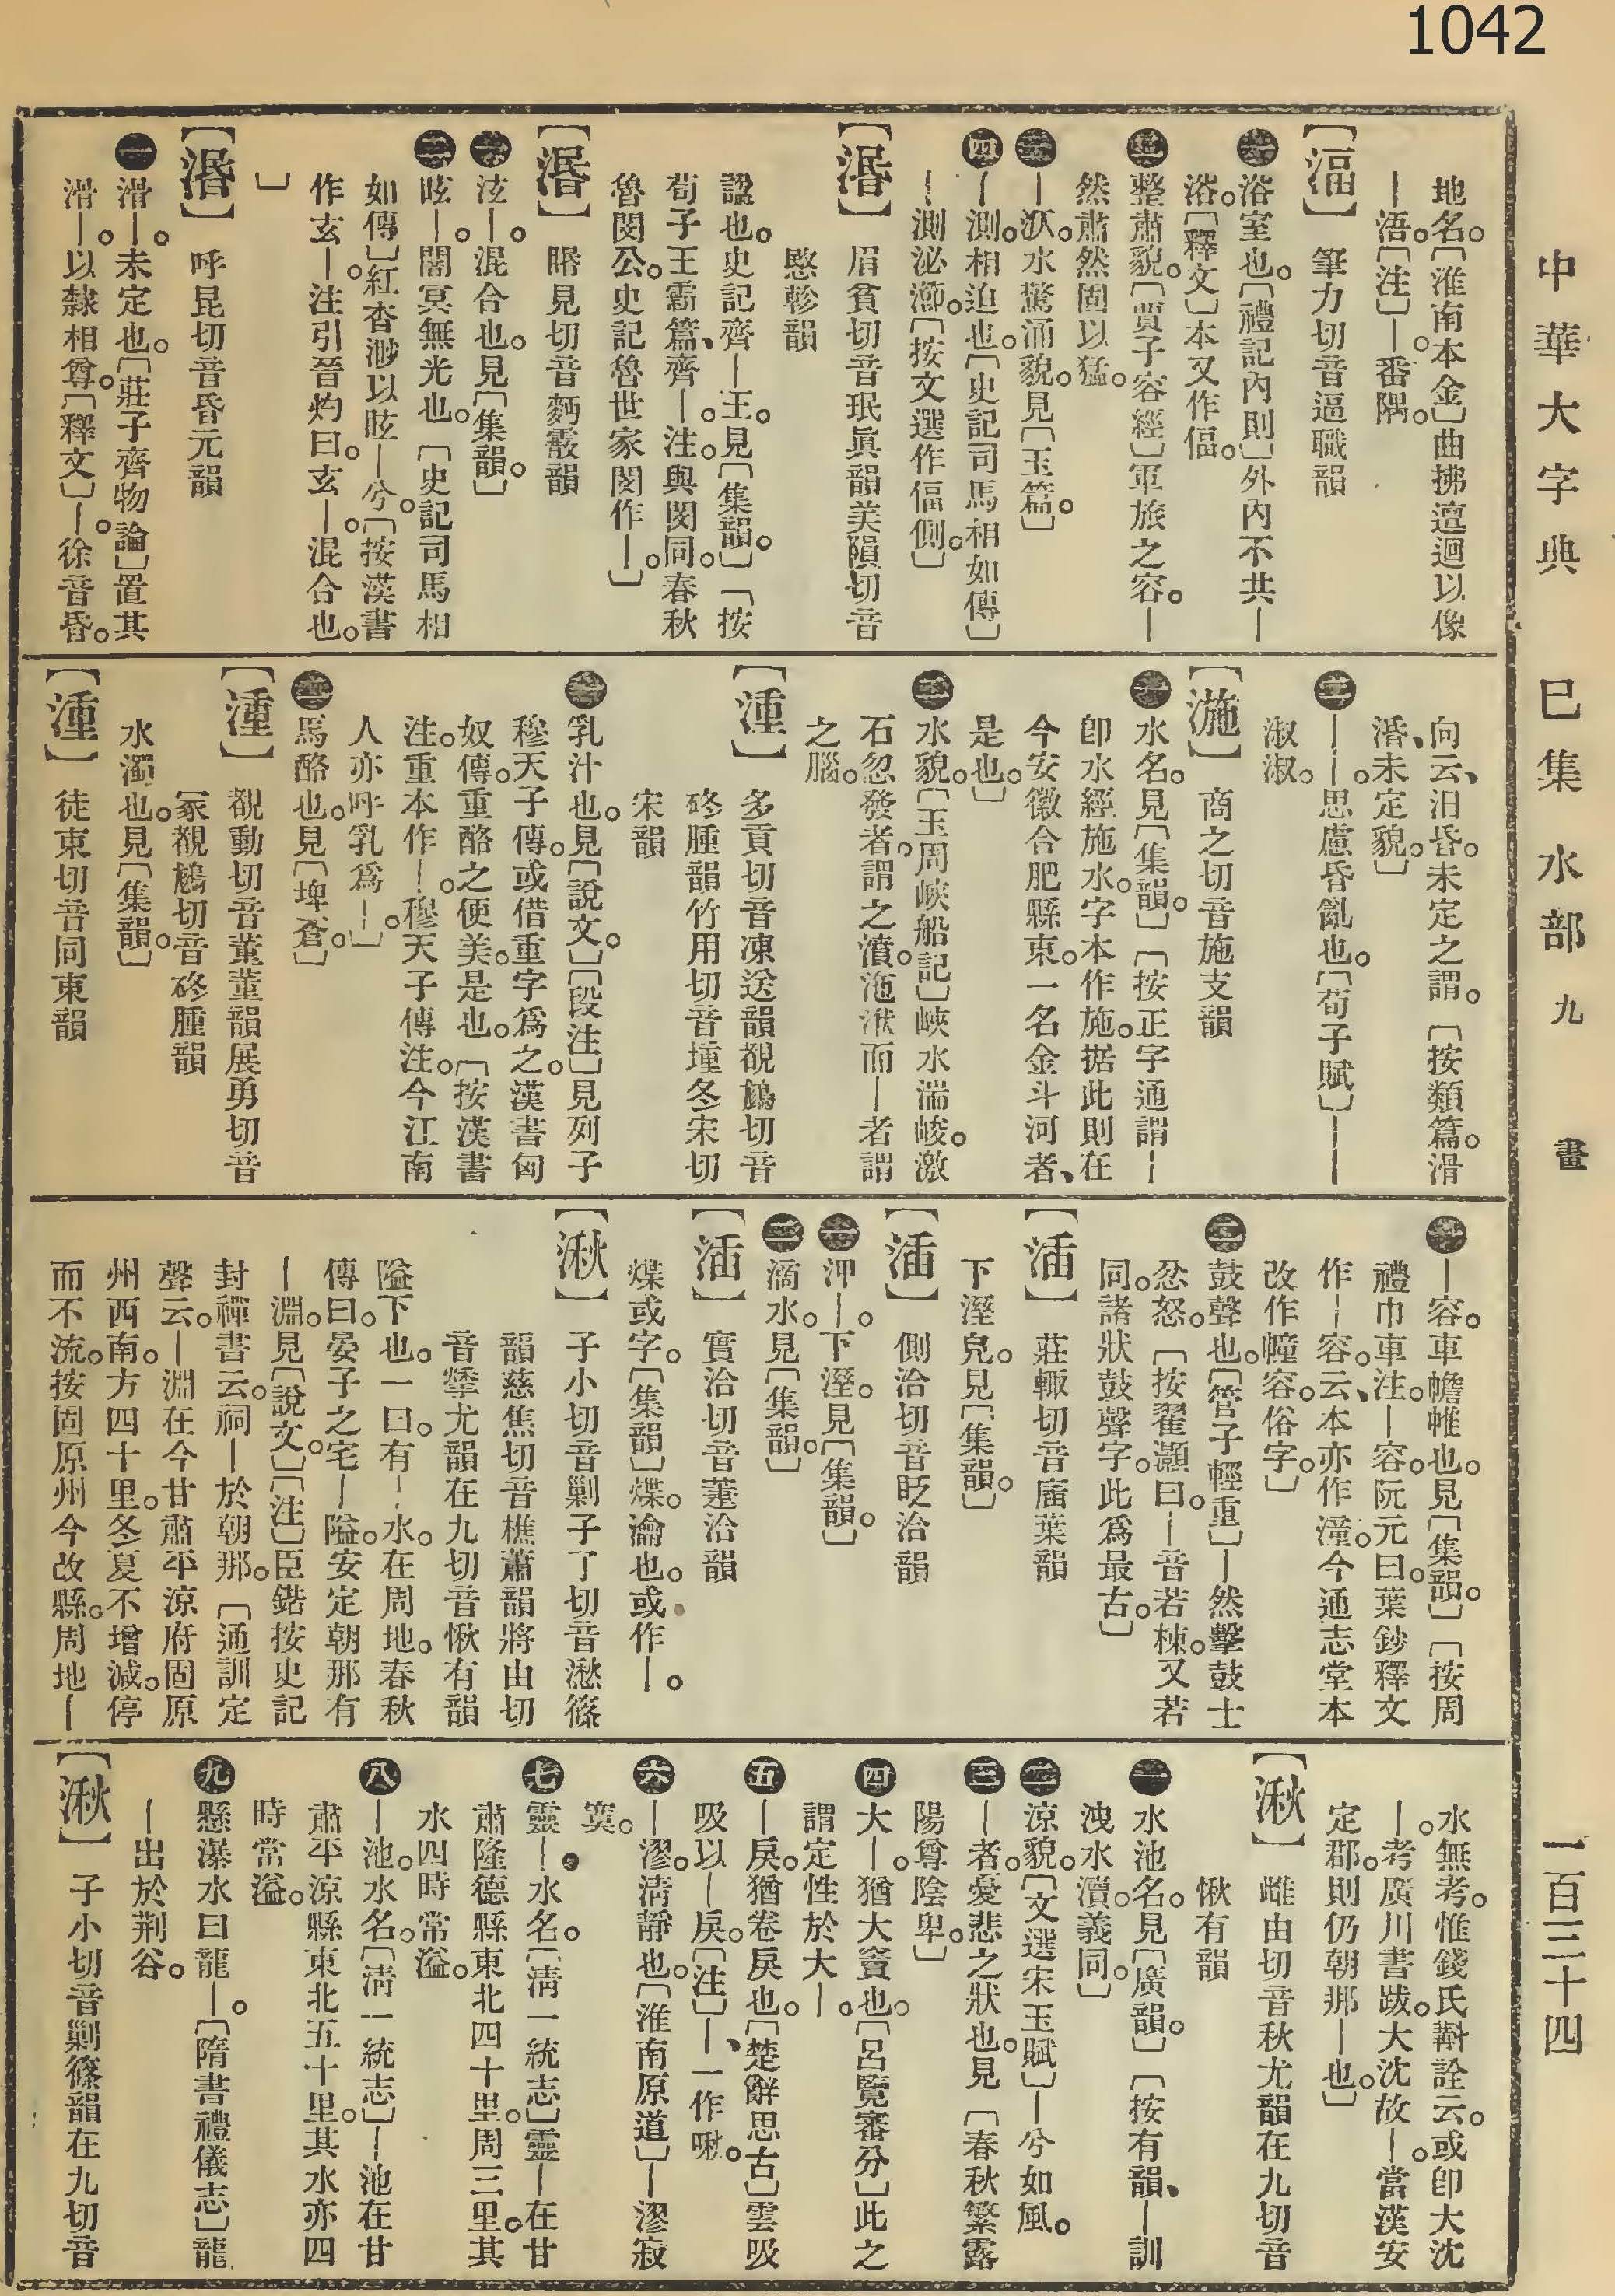 1042
中華大字典 巳集 水部 九畫 一百三十四
地名。〔淮南本金〕曲拂邅迴以像
｜浯。〔注〕｜番隅。
【湢】 筆力切音逼職韻
㊀浴室也。〔禮記內則〕外內不共｜
浴。〔釋文〕本又作偪。
㊁整肅貌。〔賈子容經〕軍旅之容。｜
然肅然固以猛。
㊂｜汳水驚涌貌。見〔玉篇。〕
㊃｜測。相迫也。〔史記司馬相如傳〕
｜測泌瀄。〔按文選作偪側。〕
【湣】 眉貧切音珉眞韻美隕切音
愍軫韻
諡也。史記齊｜王。見〔集韻。〕〔按
荀子王霸篇、齊｜。注。與閔同。春秋
魯閔公。史記魯世家閔作｜。〕
【湣】 眠見切音麪霰韻
㊀泫｜。混合也。見〔集韻。〕
㊁眩｜。闇冥無光也。〔史記司馬相
如傳〕紅杳渺以眩｜兮。〔按漢書
作玄｜。注引晉灼曰。玄｜。混合也。
〕
【湣】 呼昆切音昏元韻
㊀滑｜。未定也。〔莊子齊物論〕置其
滑｜。以隸相尊。〔釋文〕｜。徐音昏。
向云、汨昏。未定之謂。〔按類篇。滑
湣、未定貌。〕
㊁｜｜。思慮昏亂也。〔荀子賦〕｜｜
淑淑。
【湤】 商之切音施支韻
㊀水名。見〔集韻。〕〔按正字通謂｜
卽水經施水。字本作施。据此則在
今安徽合肥縣東。一名金斗河者、
是也。〕
㊁水貌。〔玉周峽船記〕峽水湍峻。激
石忽發者。謂之濆。沲洑而｜者謂
之腦。
【湩】 多貢切音凍送韻覩鷁切音
㛗腫韻竹用切音堹冬宋切
宋韻
㊀乳汁也。見〔說文。〕〔段注〕見列子
穆天子傳。或借重字爲之。漢書匈
奴傳。重酪之便美。是也。〔按漢書
注。重本作｜。穆天子傳注。今江南
人亦呼乳爲｜。〕
㊁馬酪也。見〔埤蒼。〕
【湩】 覩動切音董董韻展勇切音
冢覩鷁切音㛗腫韻
水濁也。見〔集韻。〕
【湩】 徒東切音同東韻
㊀｜容。車幨帷也。見〔集韻。〕〔按周
禮巾車注。｜容。阮元曰。葉鈔釋文
作｜容。云、本亦作潼。今通志堂本
改作幢容。俗字。〕
㊁鼓聲也。〔管子輕重〕｜然擊鼓士
忿怒。〔按翟灝曰。｜音若棟。又若
同。諸狀鼓聲字。此爲最古。〕
【湁】 莊輒切音㾻葉韻
下溼皃。見〔集韻。〕
【湁】 側洽切音眨洽韻
㊀浺｜。下溼。見〔集韻。〕
㊁滴水。見〔集韻。〕
【湁】 實洽切音萐洽韻
煠或字。〔集韻〕煠。瀹也。或作｜。
【湫】 子小切音剿子了切音湬篠
韻慈焦切音樵蕭韻將由切
音揫尤韻在九切音愀有韻
隘下也。一曰。有｜水。在周地。春秋
傳曰。晏子之宅｜隘。安定朝那有
｜淵。見〔說文。〕〔注〕臣鍇按史記
封禪書云。祠｜於朝那。〔通訓定
聲云。｜淵在今甘肅平涼府固原
州西南。方四十里。冬夏不增減。停
而不流。按固原州今改縣。周地｜
水無考。惟錢氏斠詮云。或卽大沈
｜。考廣川書跋。大沈故｜。當漢安
定郡。則仍朝那｜也。〕
【湫】 雌由切音秋尤韻在九切音
愀有韻
㊀水池名。見〔廣韻。〕〔按有韻、｜訓
洩水瀆。義同。〕
㊁涼貌。〔文選宋玉賦〕｜兮如風。
㊂｜者。憂悲之狀也。見〔春秋繁露
陽尊陰卑。〕
㊃大｜。猶大竇也。〔呂覽審分〕此之
謂定性於大｜。
㊄｜戾。猶卷戾也。〔楚辭思古〕雲吸
吸以｜戾。〔注〕｜、一作啾。
㊅｜漻。淸靜也。〔淮南原道〕｜漻寂
寞。
㊆靈｜。水名。〔淸一統志〕靈｜在甘
肅隆德縣東北四十里。周三里。其
水四時常溢。
㊇｜池。水名。〔淸一統志〕｜池在甘
肅平涼縣東北五十里。其水亦四
時常溢。
㊈懸瀑水曰龍｜。〔隋書禮儀志〕龍
｜出於荆谷。
【湫】 子小切音剿篠韻在九切音